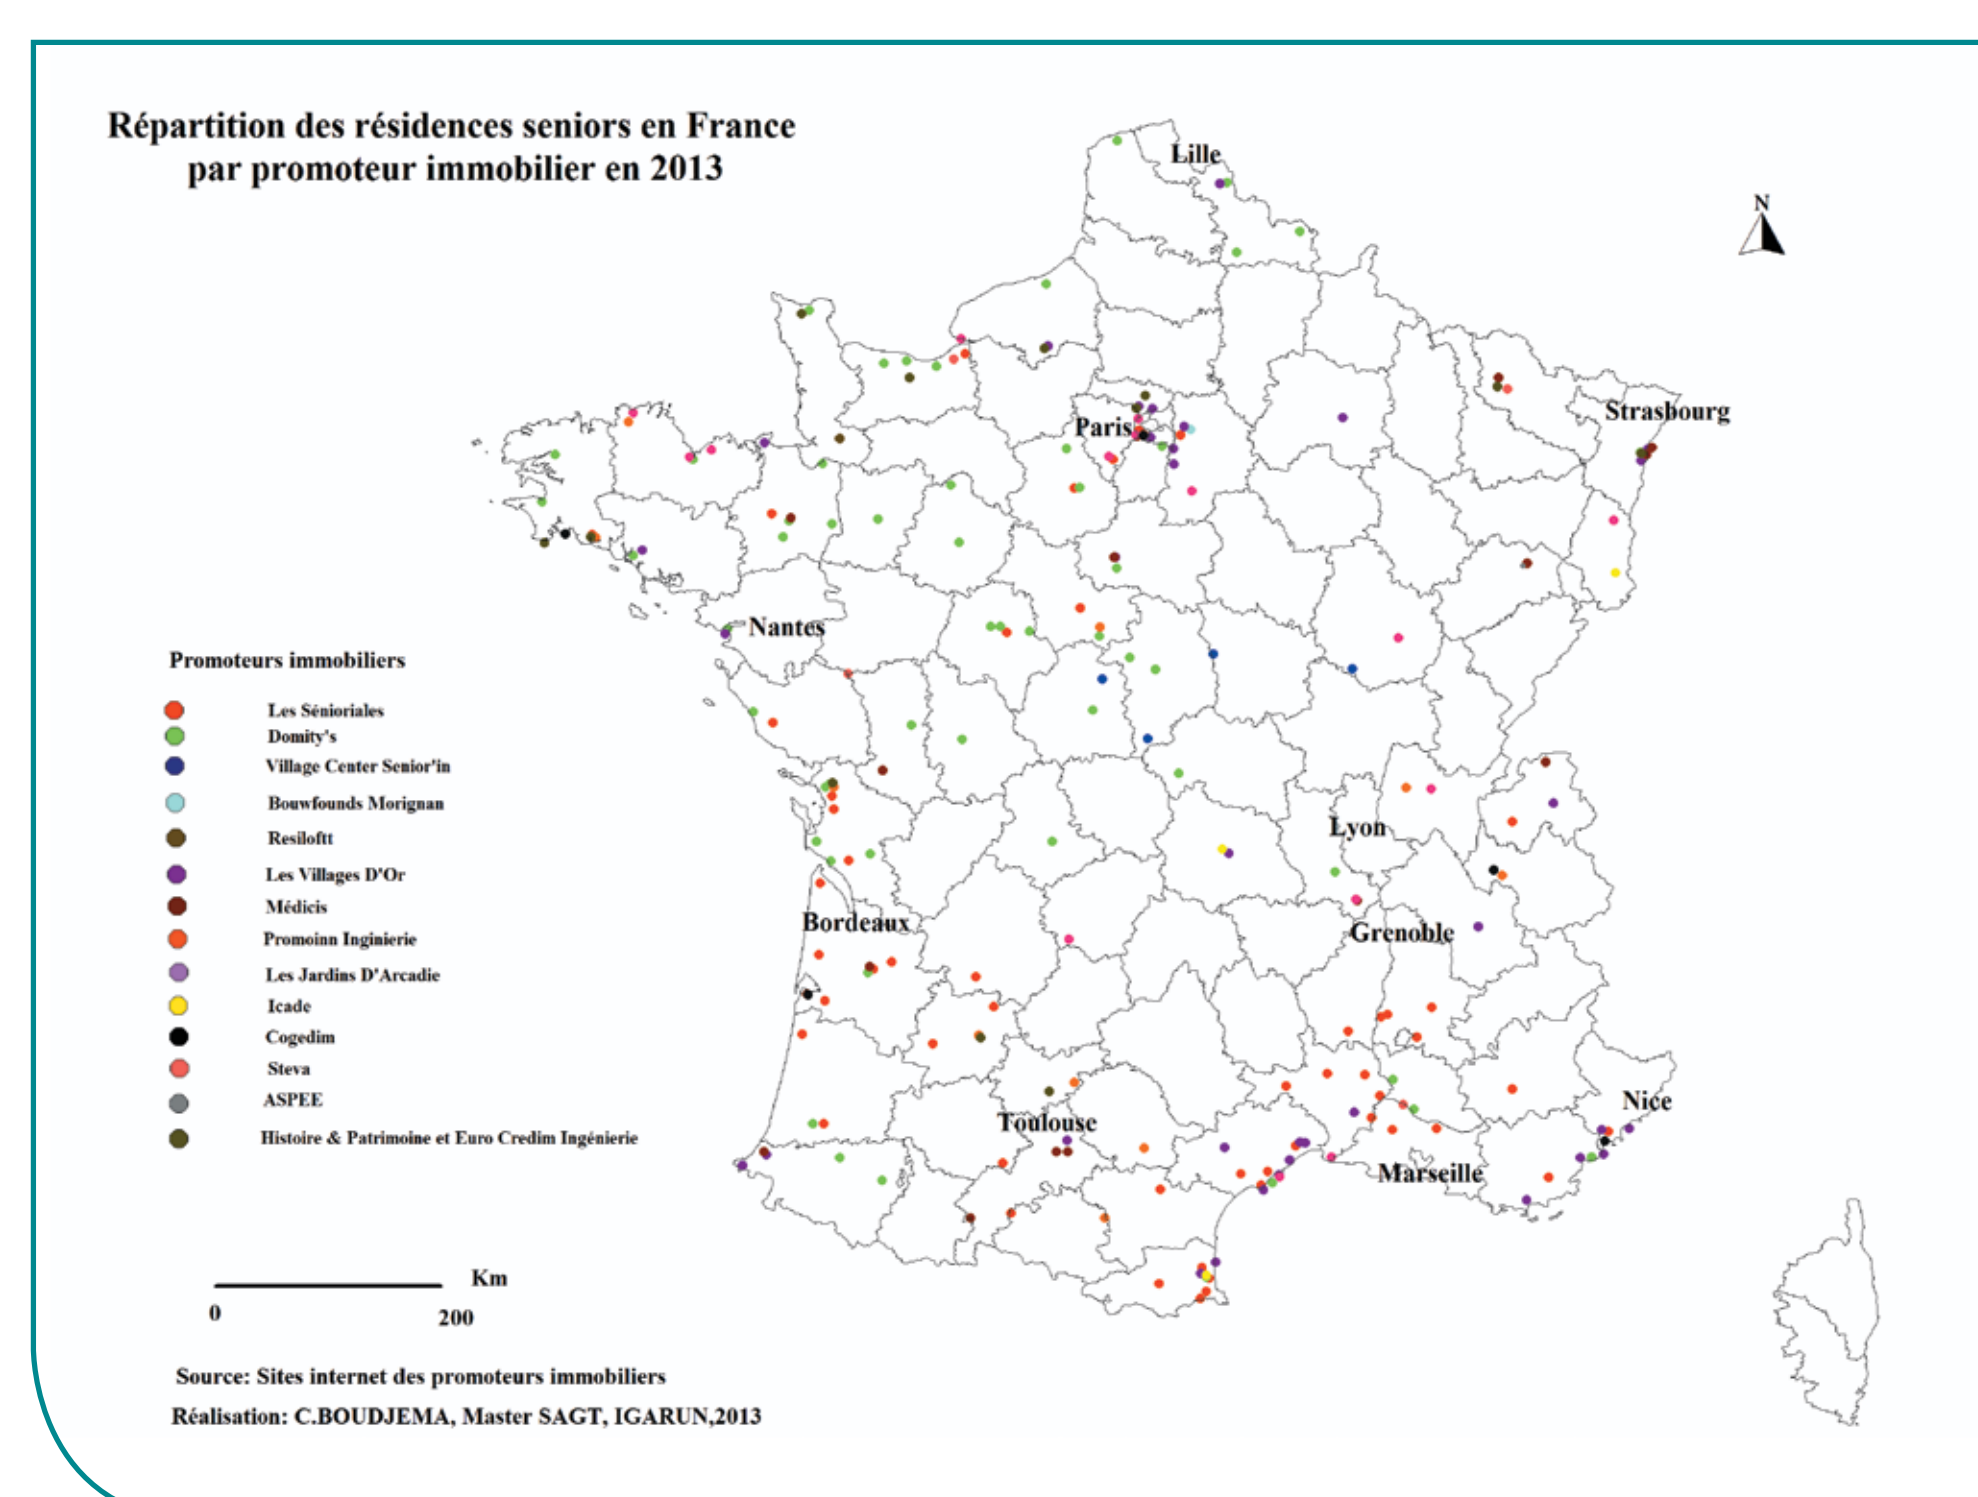 Répartition des résidences seniors en France
par promoteur immobilier en 2013
Lille
N
Paris
Strasbourg
Nantes
Lyon
Bordeaux
Grenoble
Toulouse
Nice
Marseille
Promoteurs immobiliers
Les Sénioriales
Domity's
Village Center Senior'in
Bouwfounds Morignan
Resiloftt
Les Villages D'Or
Médicis
Promoinn Inginierie
Les Jardins D'Arcadie
Icade
Cogedim
Steva
ASPEE
Histoire & Patrimoine et Euro Credim Ingénierie
Km
0 200
Source: Sites internet des promoteurs immobiliers
Réalisation: C.BOUDJEMA, Master SAGT, IGARUN,2013